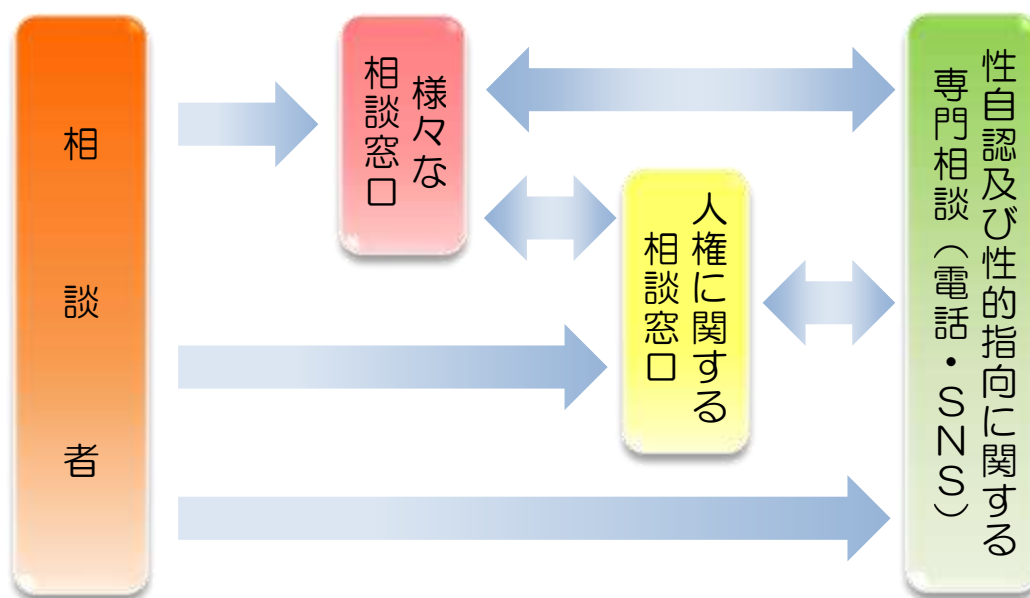 相談者
様々な
相談窓口
人権に関する
相談窓口
性自認及び性的指向に関する
専門相談（電話・SNS）